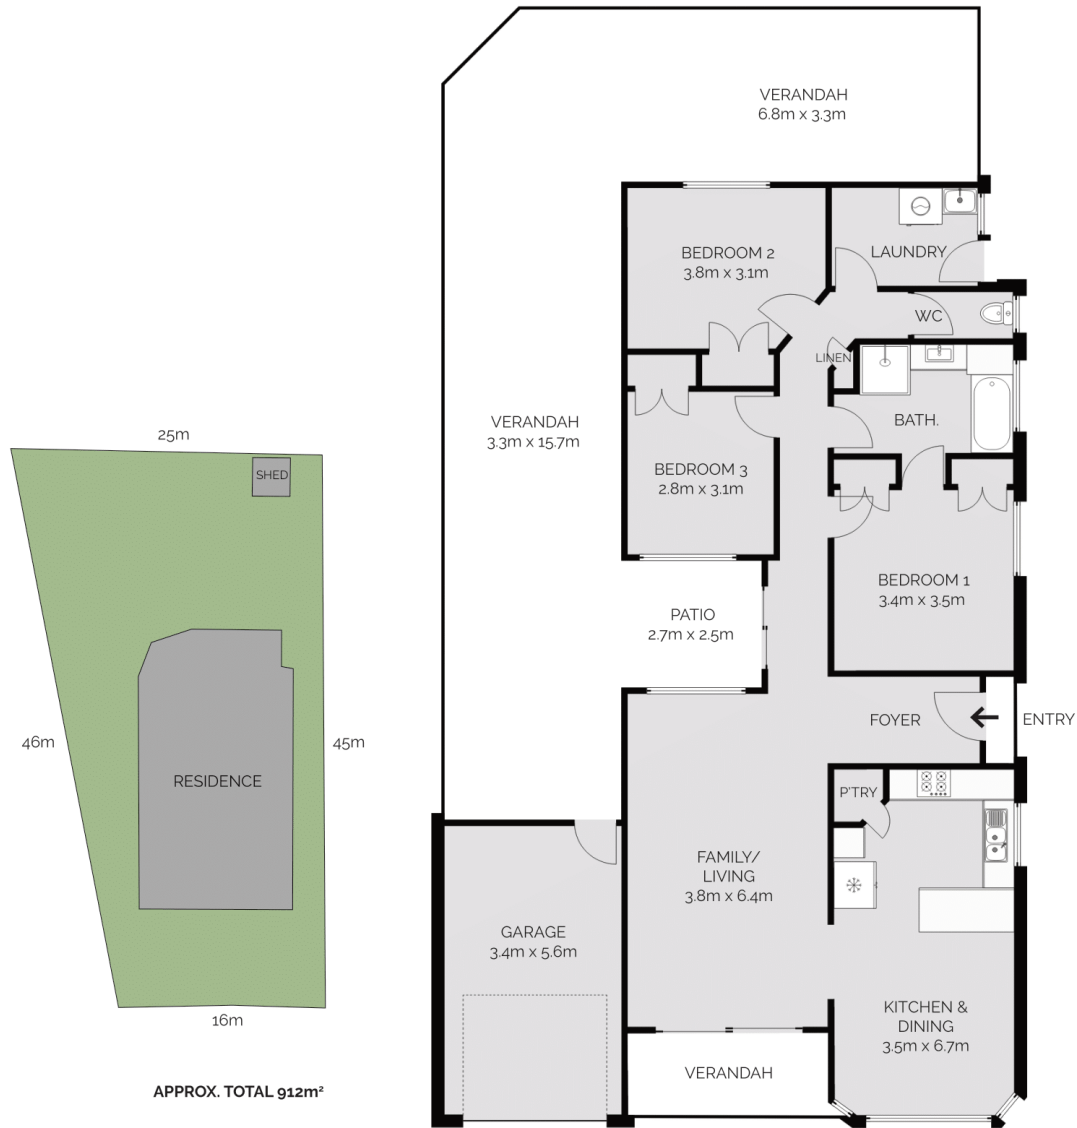 VERANDAH
6.8m x 3.3m
BEDROOM 2
3.8m x 3.1m
LAUNDRY
WC
LINEN
BATH.
VERANDAH
3.3m x 15.7m
BEDROOM 3
2.8m x 3.1m
BEDROOM 1
3.4m x 3.5m
PATIO
2.7m x 2.5m
FOYER
ENTRY
P'TRY
FAMILY/
LIVING
3.8m x 6.4m
GARAGE
3.4m x 5.6m
KITCHEN &
DINING
3.5m x 6.7m
VERANDAH
25m
SHED
46m
45m
RESIDENCE
16m
APPROX. TOTAL 912m²